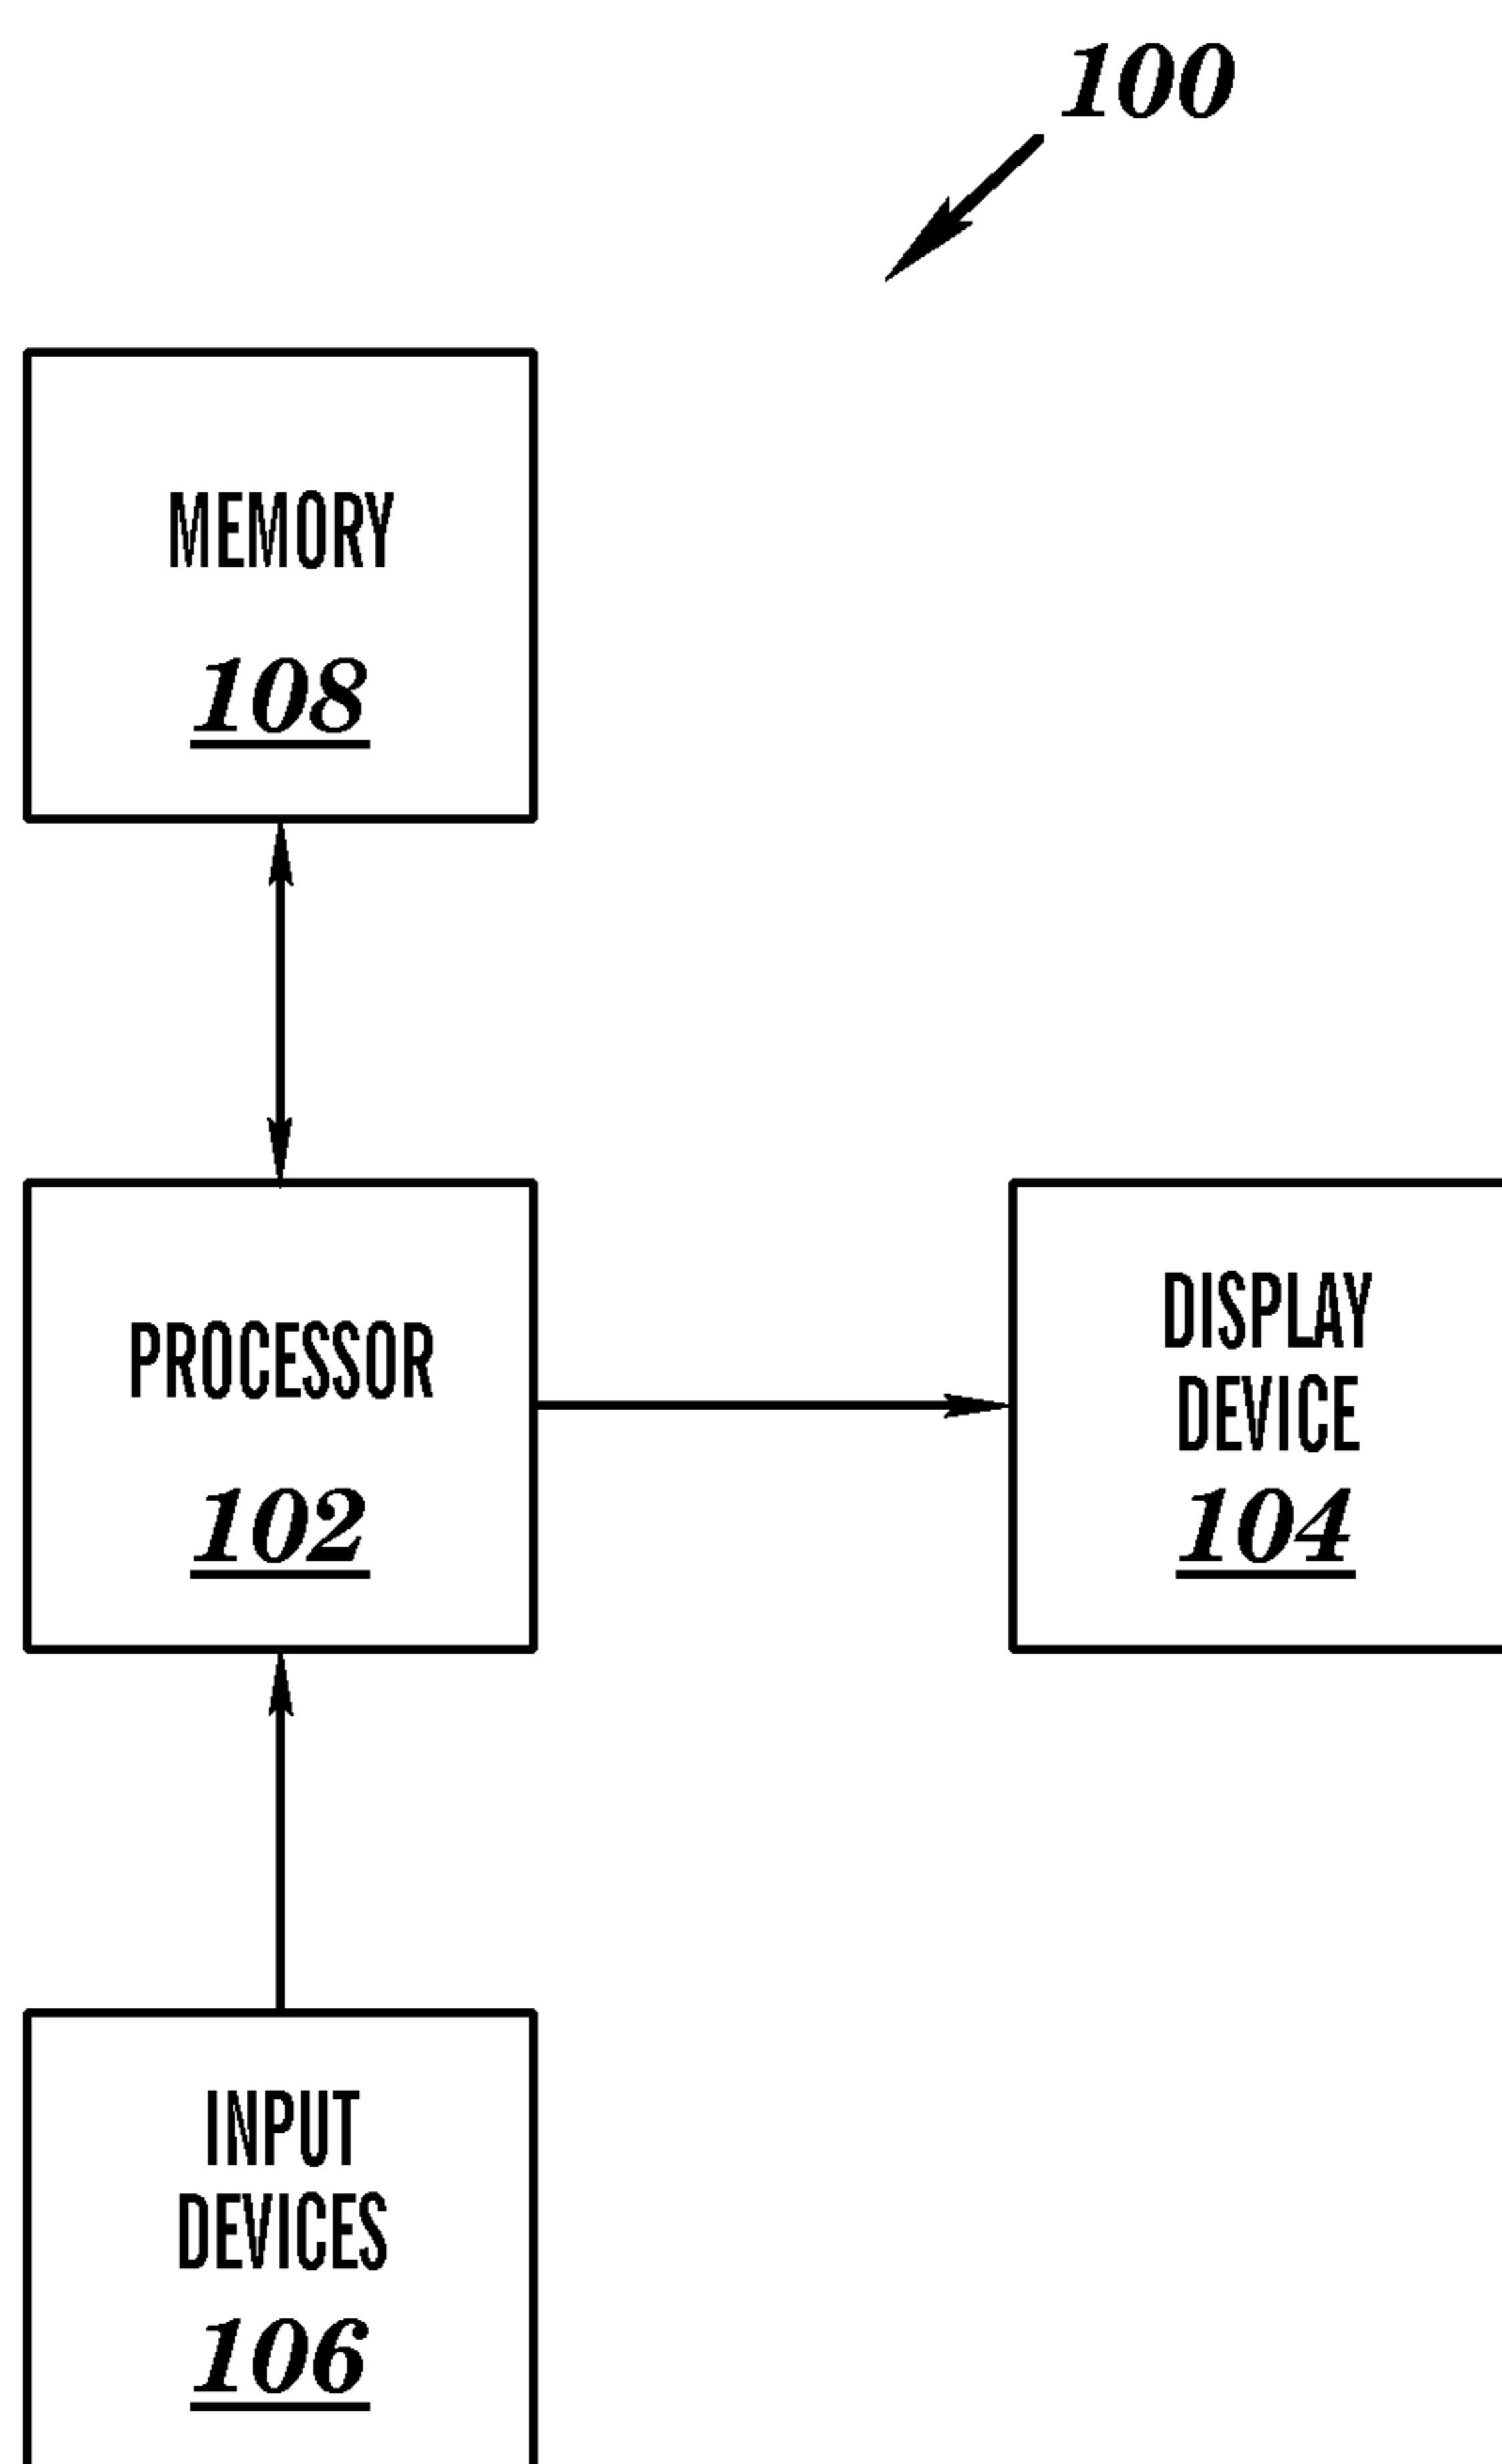 100
MEMORY
108
PROCESSOR
102
DISPLAY
DEVICE
104
INPUT
DEVICES
106